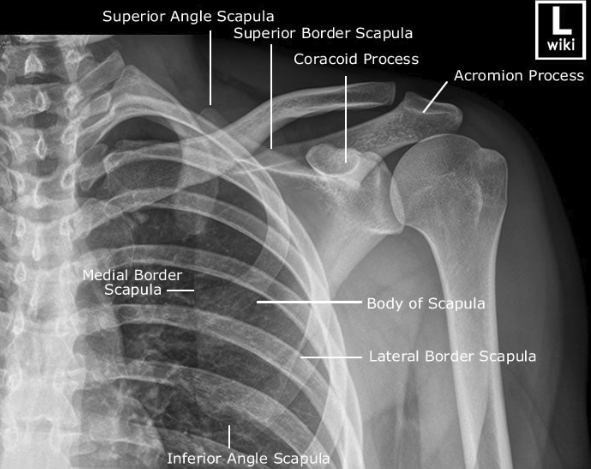 Superior Angle Scapula
L
wiki
Superior Border Scapula
Coracoid Process
Acromion Process
Medial Border
Scapula
Body of Scapula
Lateral Border Scapula
Inferior Angle Scapula